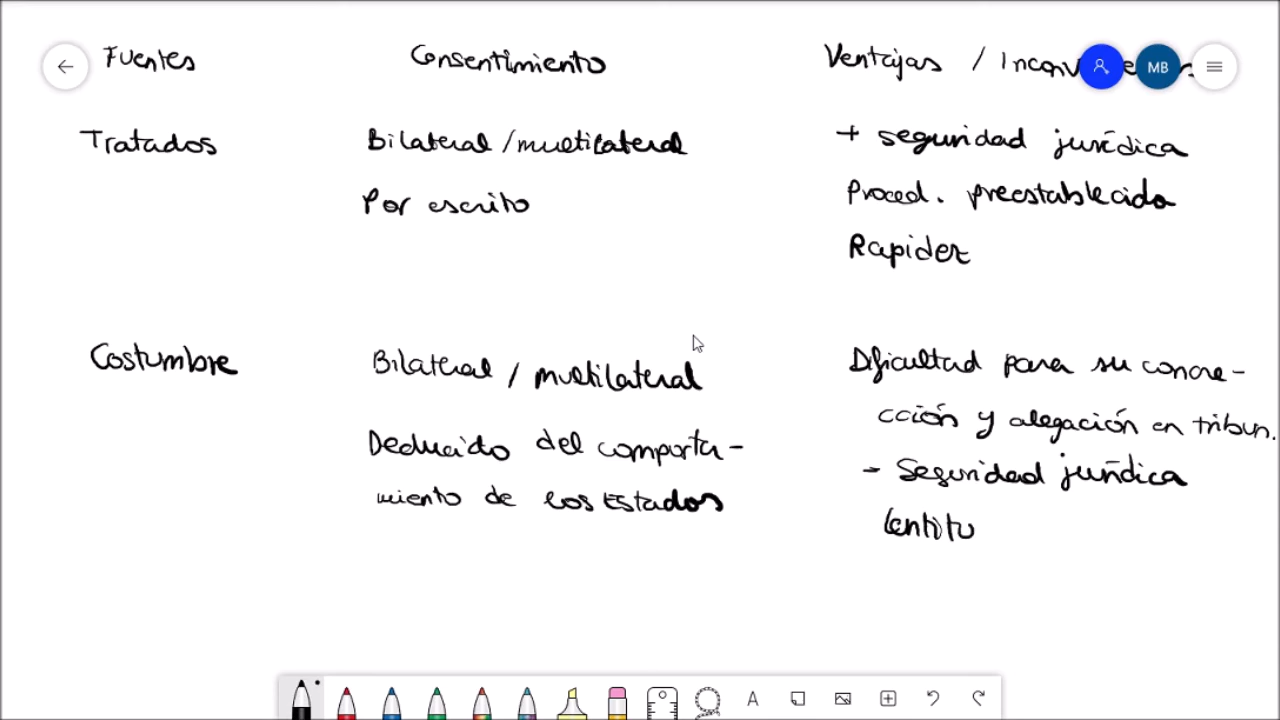 Fuentes Consentimiento Ventajas /
MB
Tratados Bilateral/multilateral + seguridad jurídica
Por escrito Proced. preestablecido
Rapidez
Costumbre Bilateral / multilateral Dificultad para su concre-
cción y alegación en tribun.
Deducido del comporta- - Seguridad jurídica
miento de los Estados lentitu
A